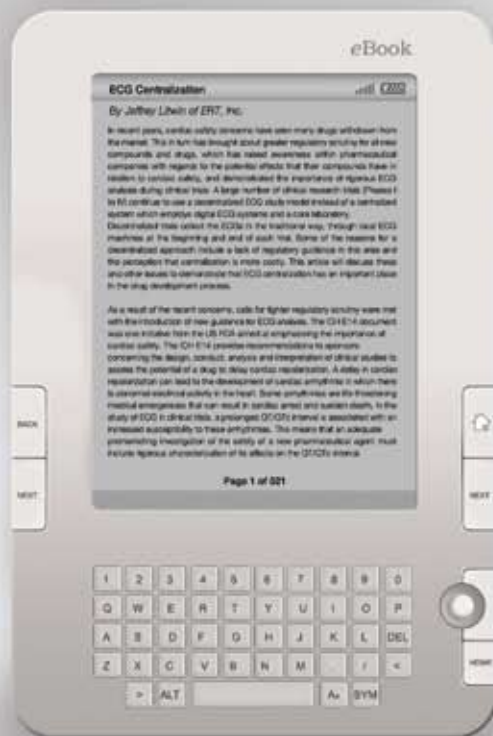 eBook
ECG Centralization
By Jeffrey Litwin of ERT, Inc.
In recent years, cardiac safety concerns have seen many drugs withdrawn from
the market. This in turn has brought about greater regulatory scrutiny for all new
compounds and drugs, which has raised awareness within pharmaceutical
companies with regards to the potential effects that their compounds have in
relation to cardiac safety, and demonstrated the importance of rigorous ECG
analysis during clinical trials. A large number of clinical research trials (Phases I
to IV) continue to use a decentralized ECG study model instead of a centralized
system which employs digital ECG systems and a core laboratory.
Decentralized trials collect the ECGs in the traditional way, through local ECG
machines at the beginning and end of each trial. Some of the reasons for a
decentralized approach include a lack of regulatory guidance in this area and
the perception that centralization is more costly. This article will discuss these
and other issues to demonstrate that ECG centralization has an important place
in the drug development process.
As a result of the recent concerns, calls for tighter regulatory scrutiny were met
with the introduction of new guidance for ECG analysis. The ICH E14 document
was one initiative from the US FDA aimed at emphasizing the importance of
cardiac safety. The ICH E14 provides recommendations to sponsors
concerning the design, conduct, analysis and interpretation of clinical studies to
assess the potential of a drug to delay cardiac repolarization. A delay in cardiac
repolarization can lead to the development of cardiac arrhythmia in which there
is abnormal electrical activity in the heart. Some arrhythmias are life-threatening
medical emergencies that can result in cardiac arrest and sudden death. In the
study of ECG in clinical trials, a prolonged QT/QTc interval is associated with an
increased susceptibility to these arrhythmias. This means that an adequate
premarketing investigation of the safety of a new pharmaceutical agent must
include rigorous characterization of its effects on the QT/QTc interval.
Page 1 of 021
BACK
NEXT
NEXT
HOME
1 2 3 4 5 6 7 8 9 0
Q W E R T Y U I O P
A S D F G H J K L DEL
Z X C V B N M . / <
> ALT Aa SYM